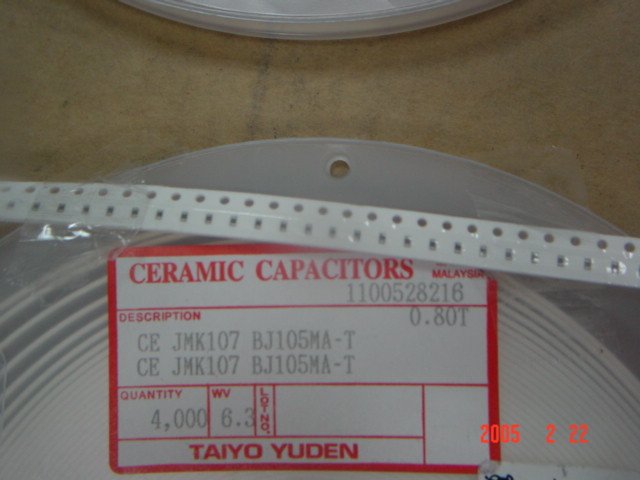 CERAMIC CAPACITORS
MALAYSIA
1100528216
DESCRIPTION 0.80T
CE JMK107 BJ105MA-T
CE JMK107 BJ105MA-T
QUANTITY WV LOT NO.
4,000 6.3
TAIYO YUDEN
2005 2 22